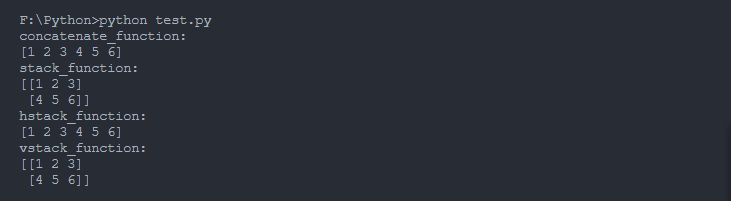 F:\Python>python test.py
concatenate_function:
[1 2 3 4 5 6]
stack_function:
[[1 2 3]
 [4 5 6]]
hstack_function:
[1 2 3 4 5 6]
vstack_function:
[[1 2 3]
 [4 5 6]]